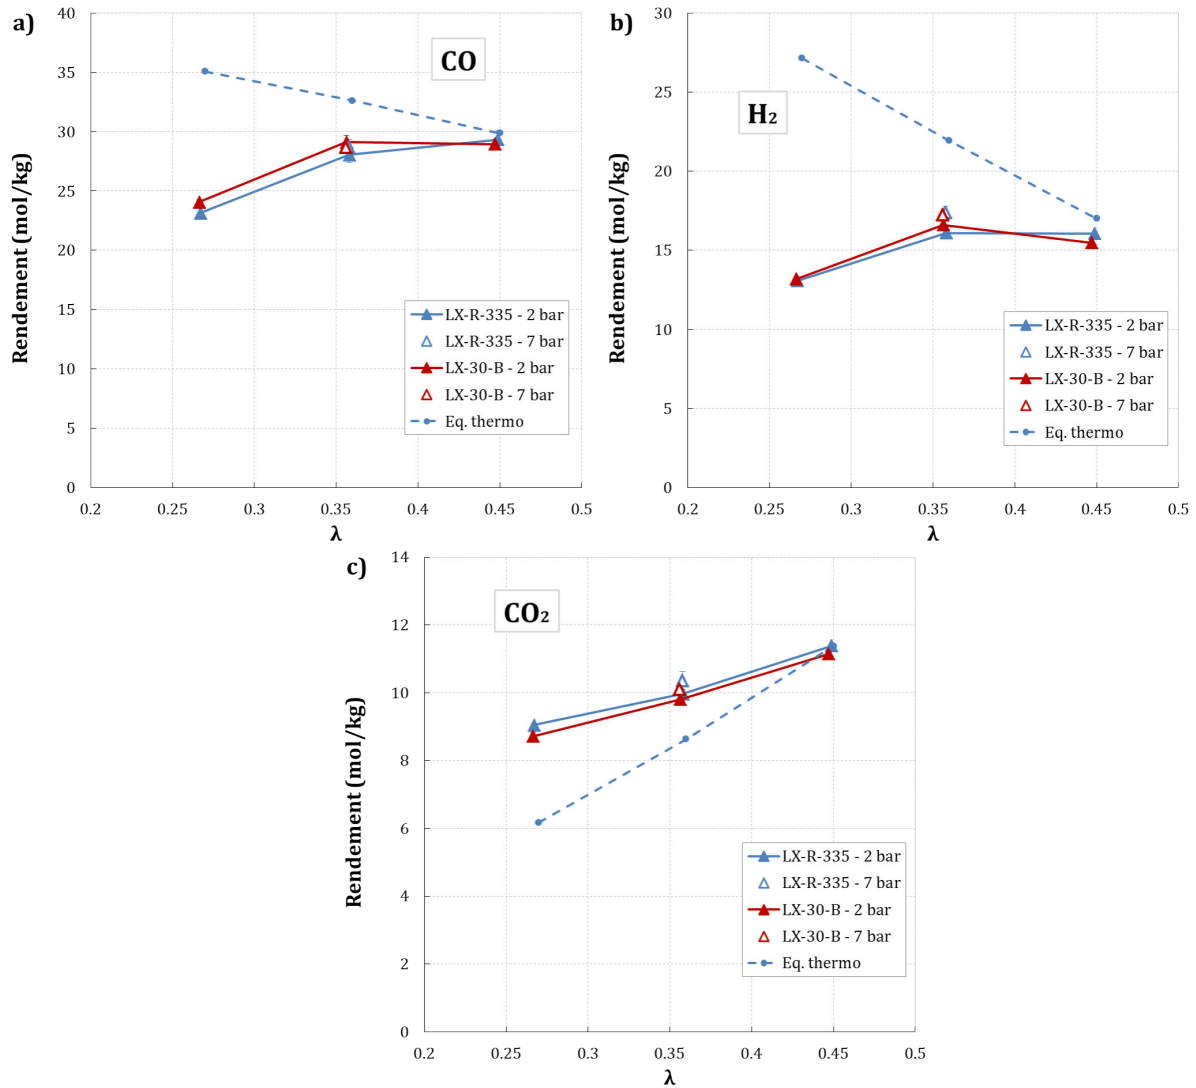 a)
CO
Rendement (mol/kg)
40
35
30
25
20
15
10
5
0
0.2
0.25
0.3
0.35
0.4
0.45
0.5
λ
LX-R-335 - 2 bar
LX-R-335 - 7 bar
LX-30-B - 2 bar
LX-30-B - 7 bar
Eq. thermo
b)
H₂
Rendement (mol/kg)
30
25
20
15
10
5
0
0.2
0.25
0.3
0.35
0.4
0.45
0.5
λ
LX-R-335 - 2 bar
LX-R-335 - 7 bar
LX-30-B - 2 bar
LX-30-B - 7 bar
Eq. thermo
c)
CO₂
Rendement (mol/kg)
14
12
10
8
6
4
2
0
0.2
0.25
0.3
0.35
0.4
0.45
0.5
λ
LX-R-335 - 2 bar
LX-R-335 - 7 bar
LX-30-B - 2 bar
LX-30-B - 7 bar
Eq. thermo